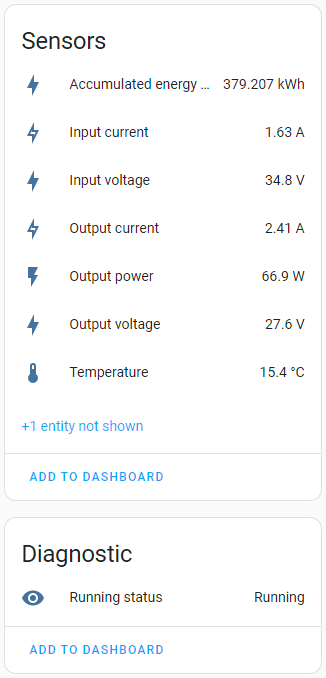 Sensors
Accumulated energy ... 379.207 kWh
Input current 1.63 A
Input voltage 34.8 V
Output current 2.41 A
Output power 66.9 W
Output voltage 27.6 V
Temperature 15.4 °C
+1 entity not shown
ADD TO DASHBOARD
Diagnostic
Running status Running
ADD TO DASHBOARD